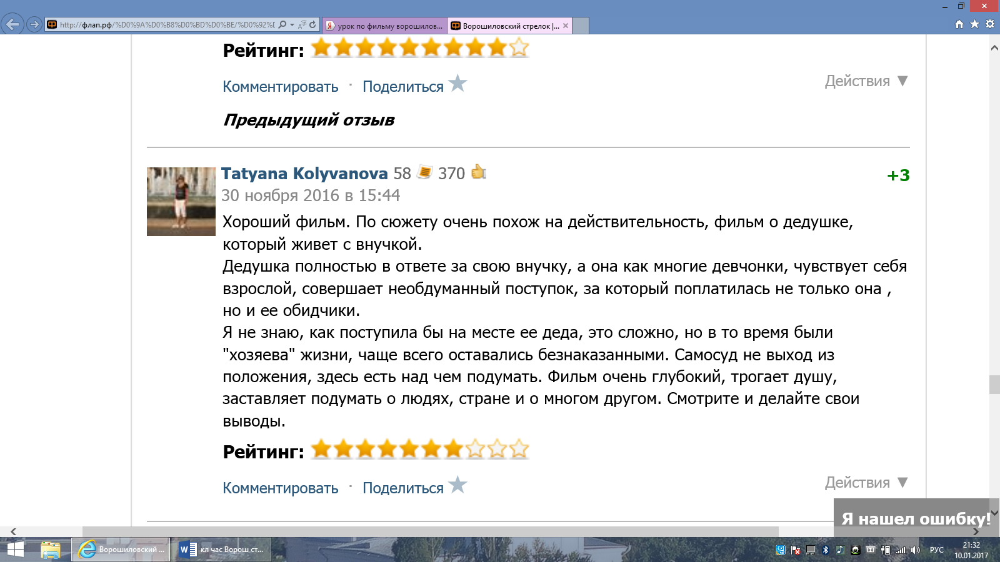 http://флап.рф/%D0%9A%D0%B8%D0%BD%D0%BE/%D0%92%D
урок по фильму ворошилов...
Ворошиловский стрелок |...
Рейтинг:
Комментировать · Поделиться
Действия ▼
Предыдущий отзыв
Tatyana Kolyvanova 58 370
+3
30 ноября 2016 в 15:44
Хороший фильм. По сюжету очень похож на действительность, фильм о дедушке,
который живет с внучкой.
Дедушка полностью в ответе за свою внучку, а она как многие девчонки, чувствует себя
взрослой, совершает необдуманный поступок, за который поплатилась не только она ,
но и ее обидчики.
Я не знаю, как поступила бы на месте ее деда, это сложно, но в то время были
"хозяева" жизни, чаще всего оставались безнаказанными. Самосуд не выход из
положения, здесь есть над чем подумать. Фильм очень глубокий, трогает душу,
заставляет подумать о людях, стране и о многом другом. Смотрите и делайте свои
выводы.
Рейтинг:
Комментировать · Поделиться
Действия ▼
Я нашел ошибку!
Ворошиловский ...
кл час Ворош ст...
РУС
21:32
10.01.2017